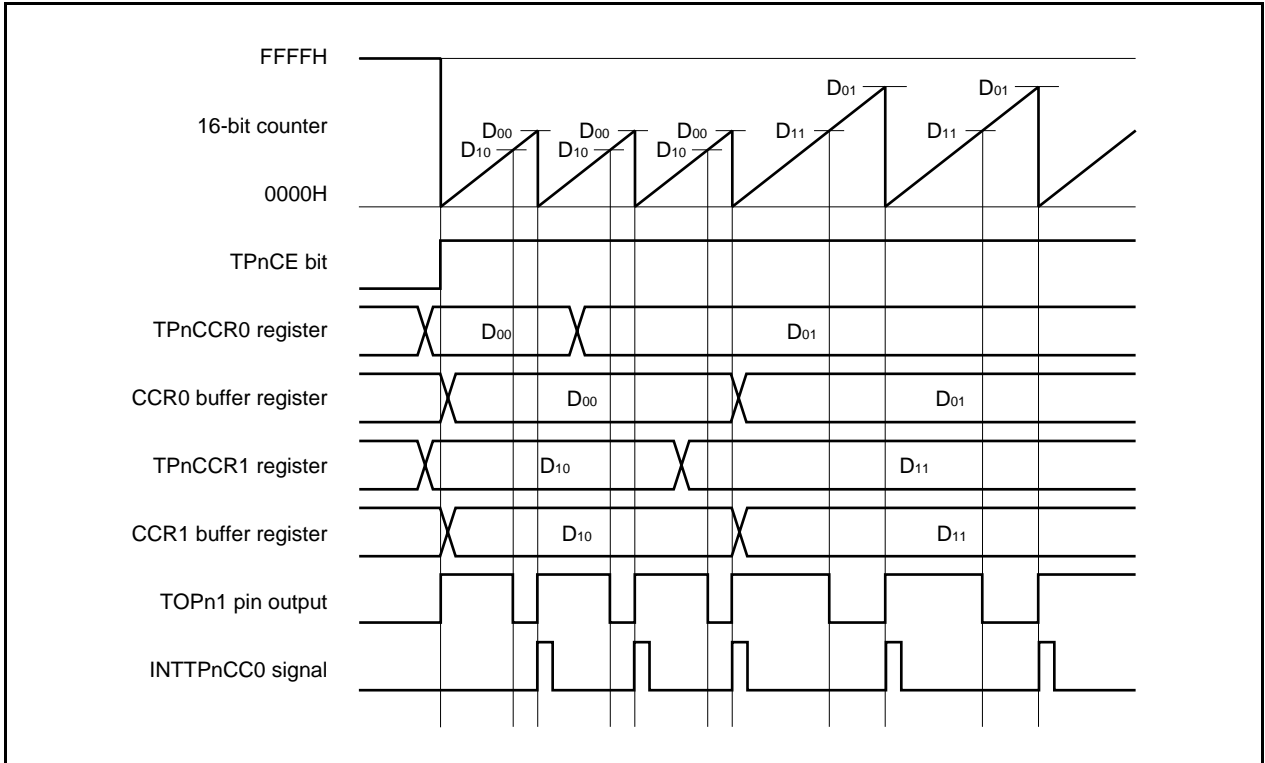 FFFFH
16-bit counter
0000H
D01 D01
D00 D00 D00 D11 D11
D10 D10 D10
TPnCE bit
TPnCCR0 register D00 D01
CCR0 buffer register D00 D01
TPnCCR1 register D10 D11
CCR1 buffer register D10 D11
TOPn1 pin output
INTTPnCC0 signal